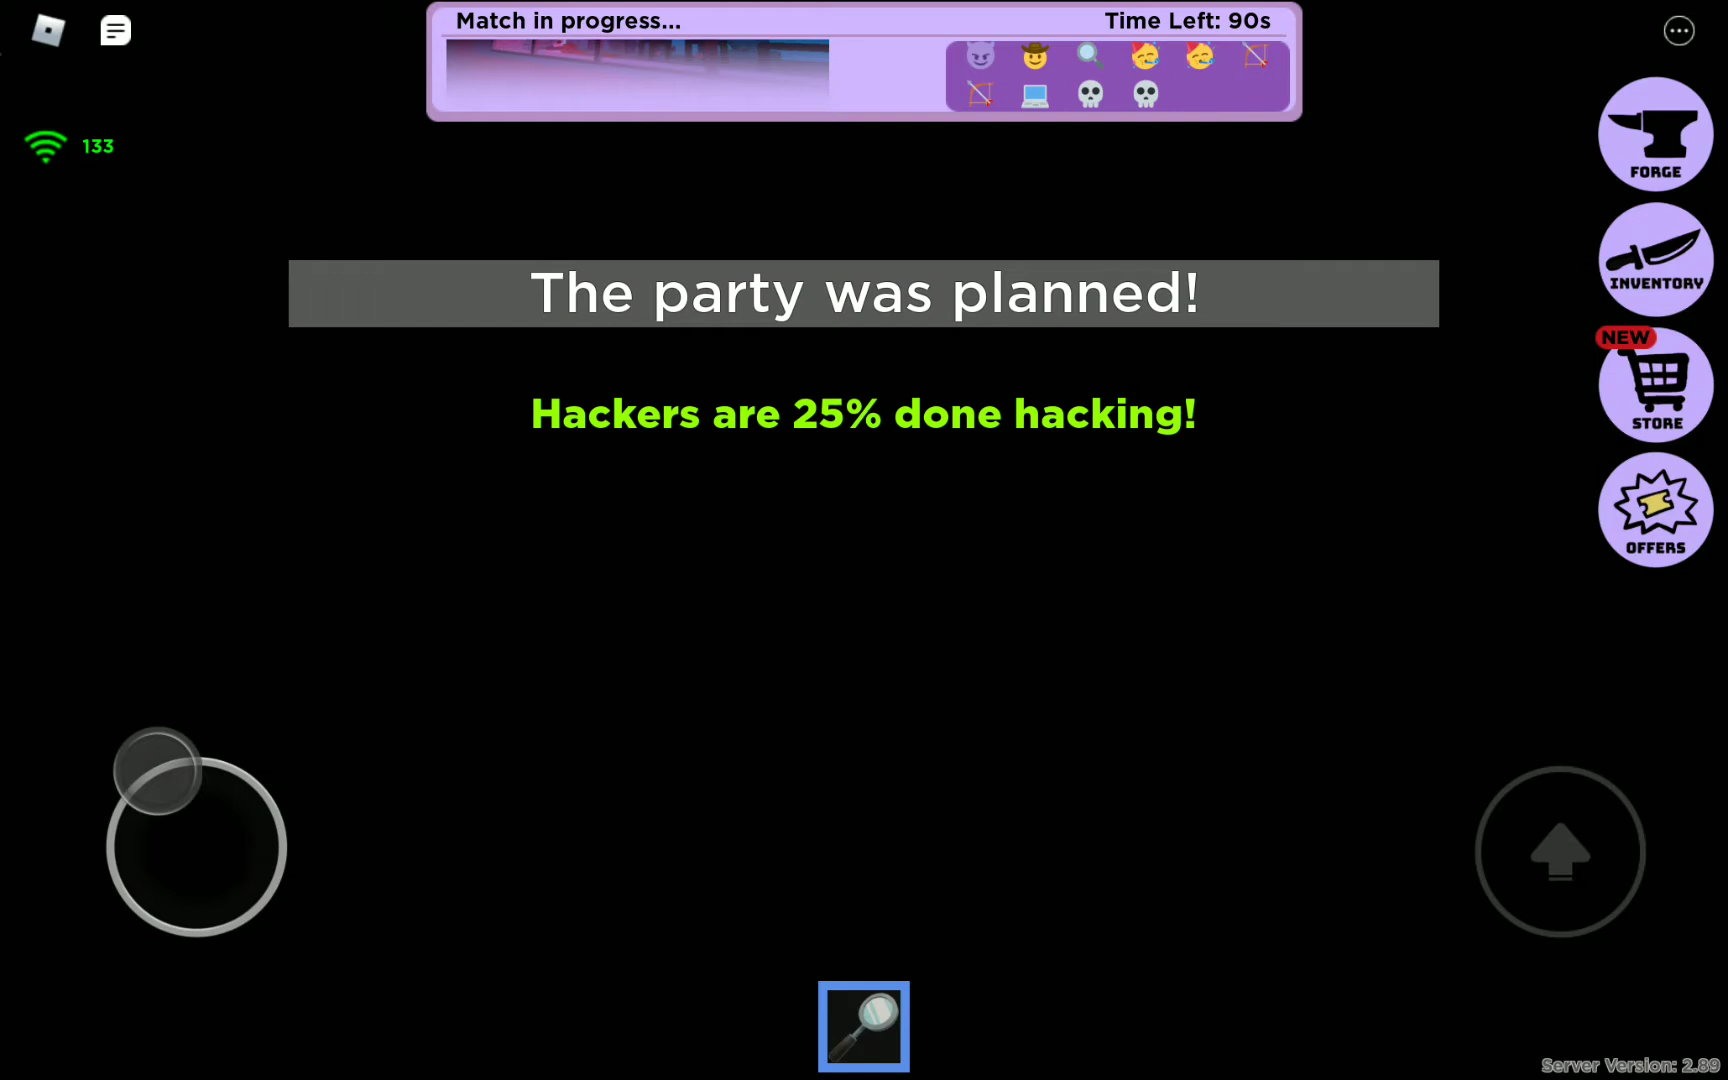 Match in progress...
Time Left: 90s
133
FORGE
The party was planned!
INVENTORY
NEW
Hackers are 25% done hacking!
STORE
OFFERS
Server Version: 2.89